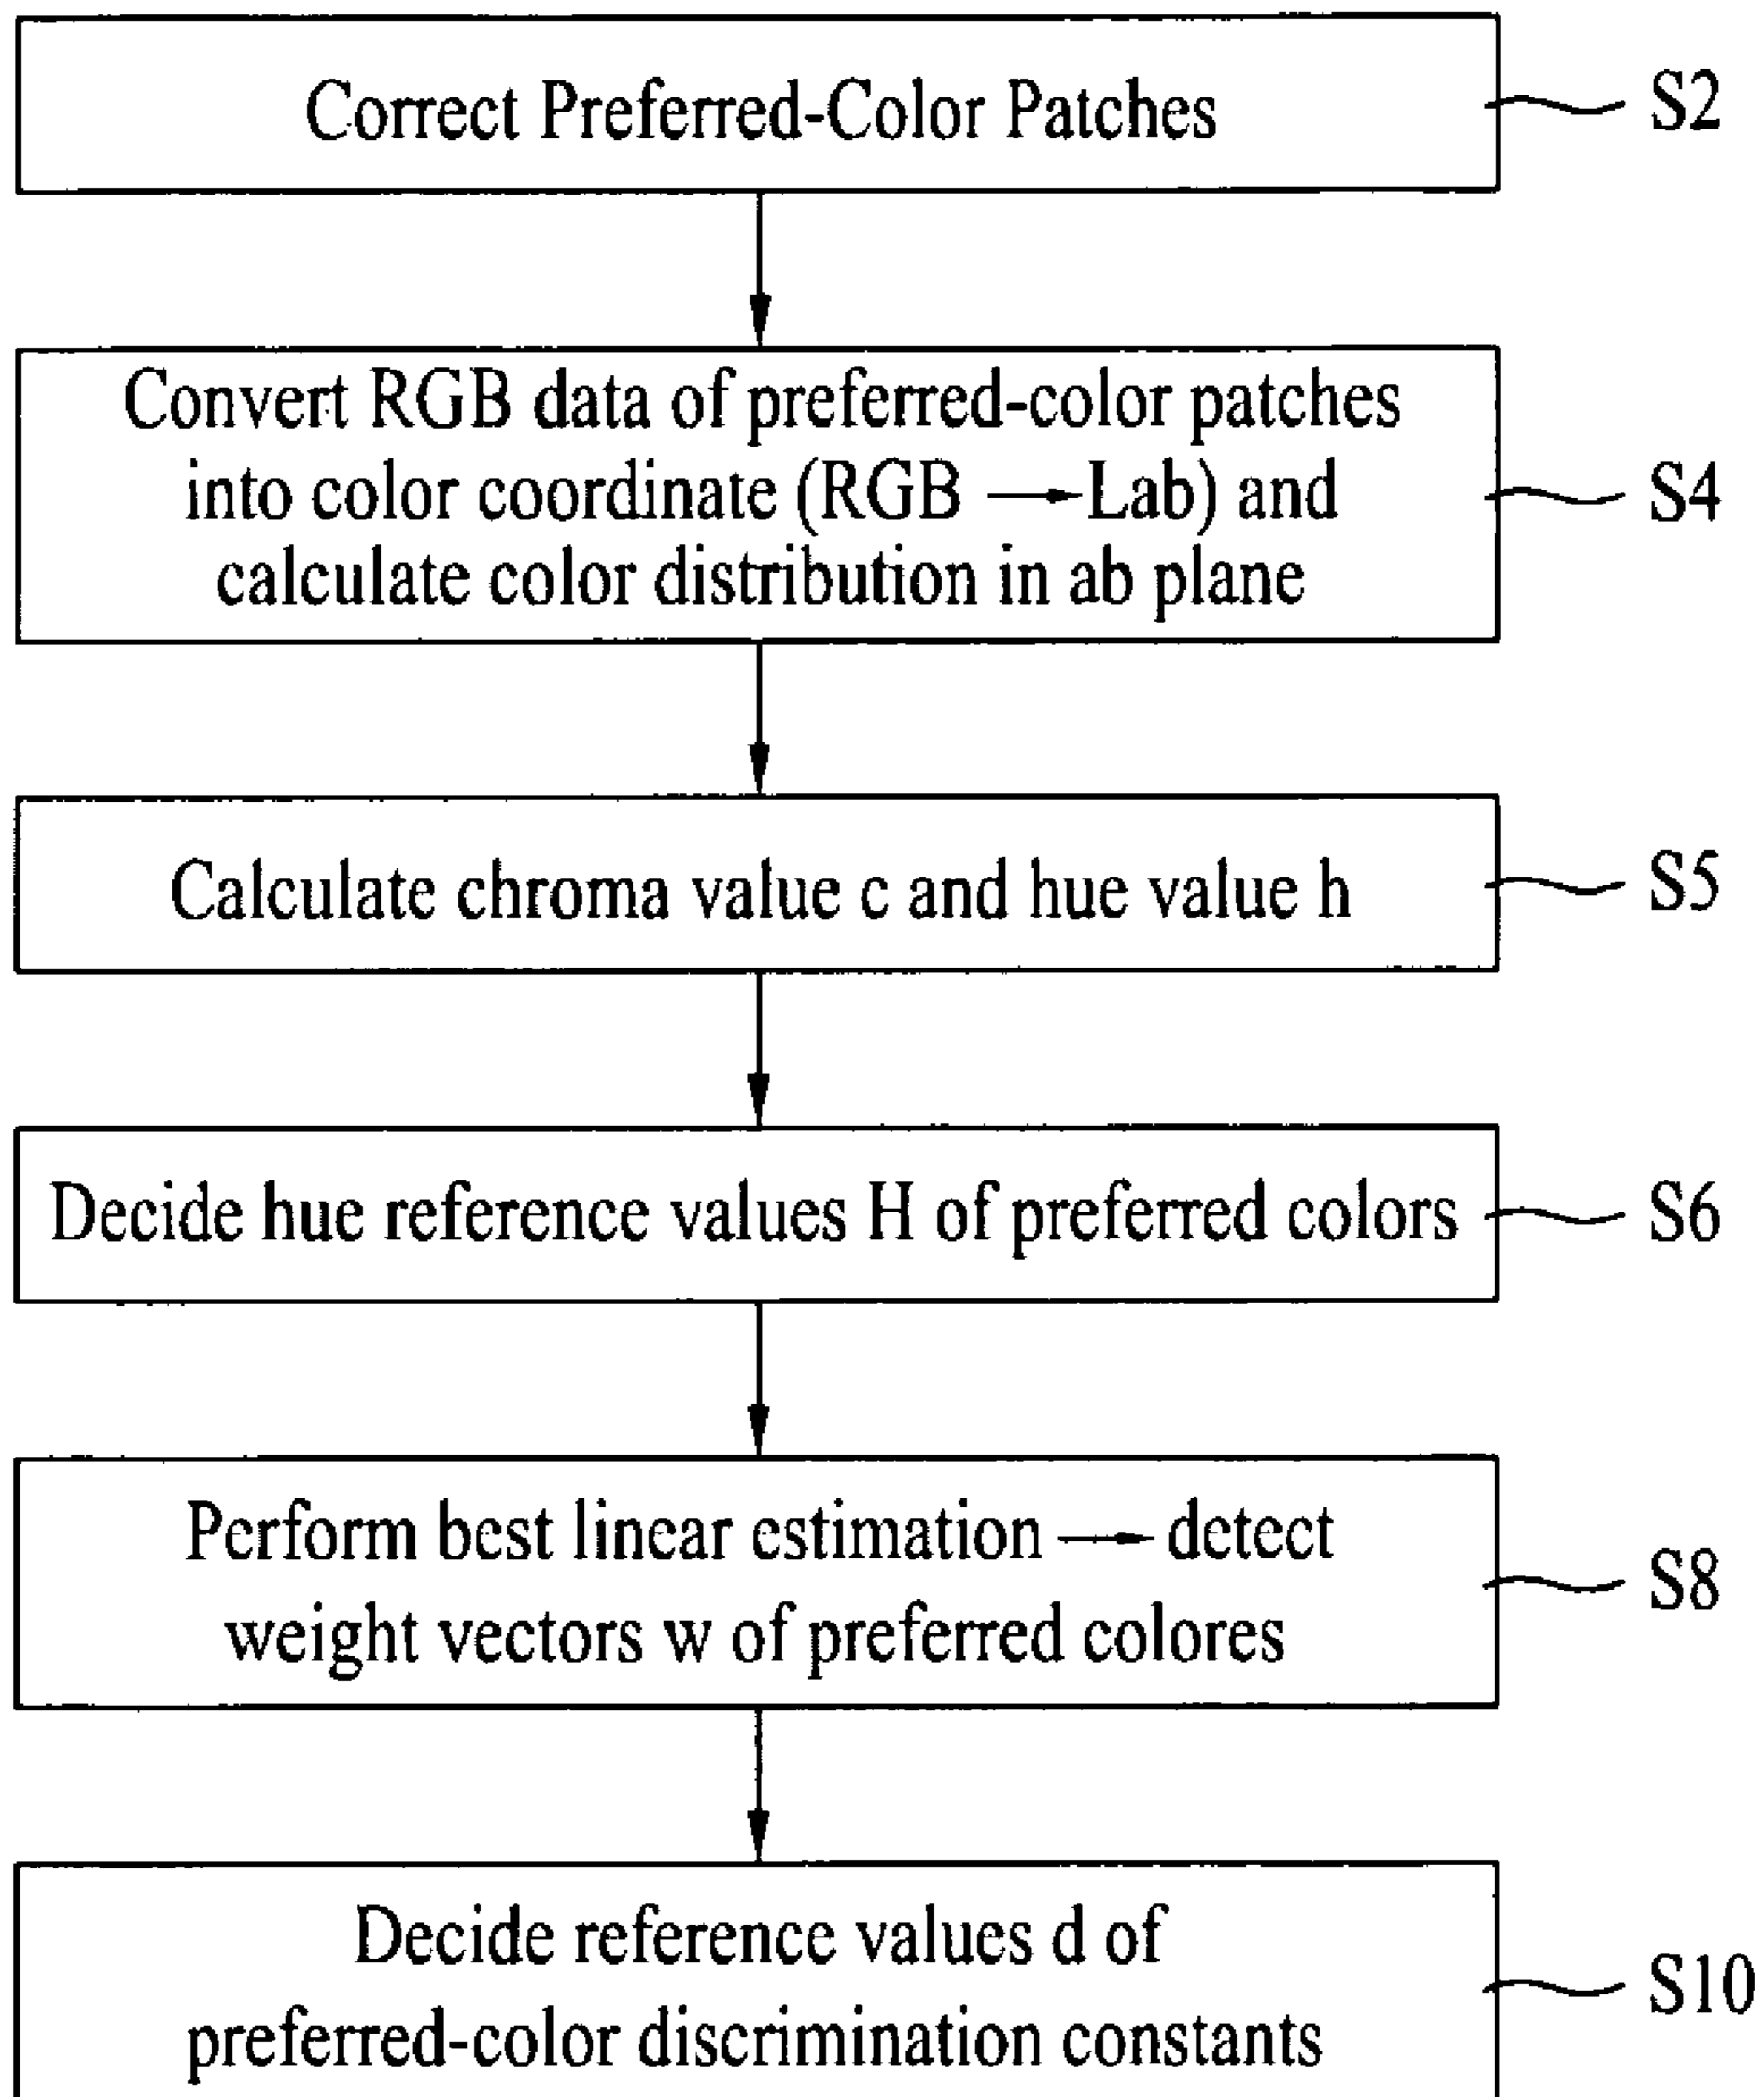 Correct Preferred-Color Patches
S2
Convert RGB data of preferred-color patches
into color coordinate (RGB → Lab) and
calculate color distribution in ab plane
S4
Calculate chroma value c and hue value h
S5
Decide hue reference values H of preferred colors
S6
Perform best linear estimation → detect
weight vectors w of preferred colores
S8
Decide reference values d of
preferred-color discrimination constants
S10